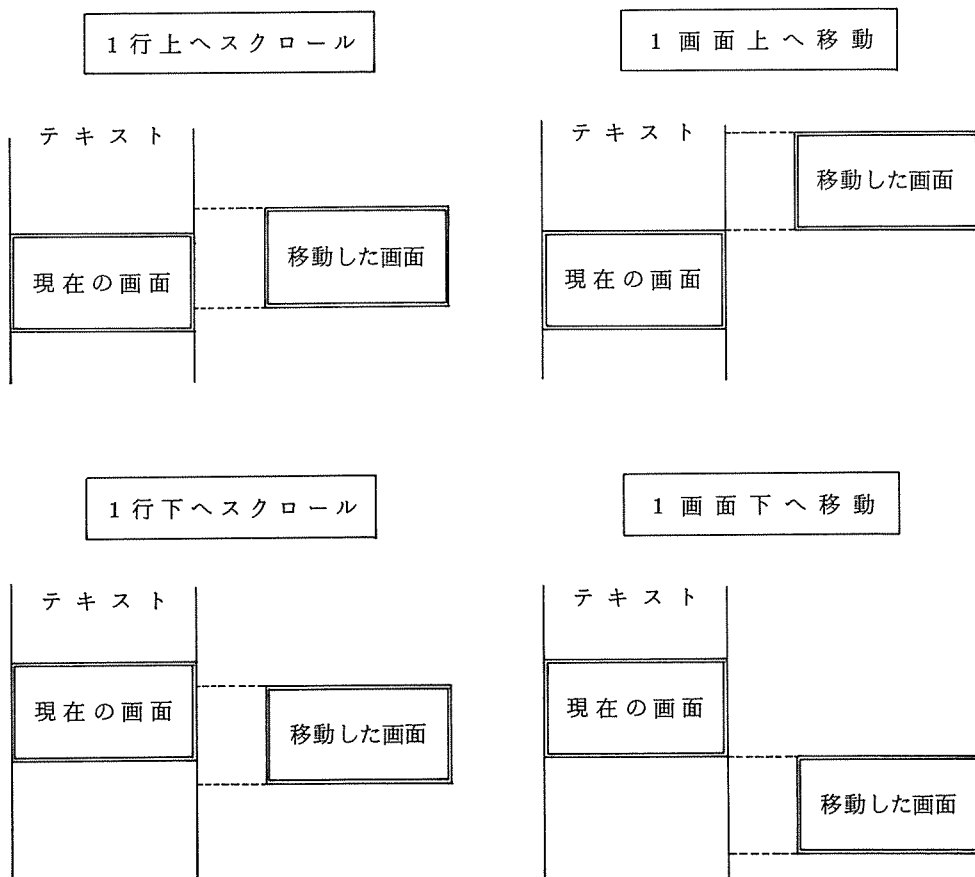 1行上へスクロール
1画面上へ移動
テキスト
現在の画面
移動した画面
テキスト
現在の画面
移動した画面
1行下へスクロール
1画面下へ移動
テキスト
現在の画面
移動した画面
テキスト
現在の画面
移動した画面